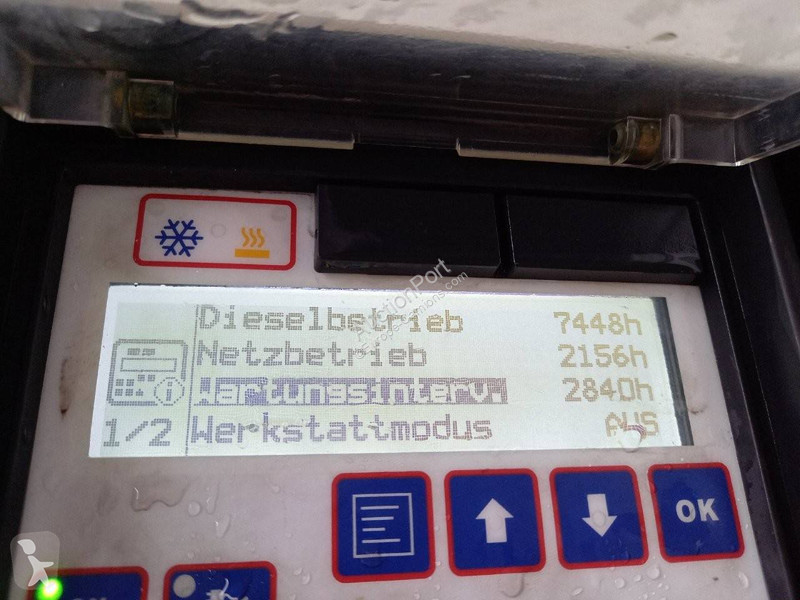 Dieselbetrieb 7448h
Netzbetrieb 2156h
Wartungsinterv. 2840h
1/2 Werkstattmodus AUS
OK